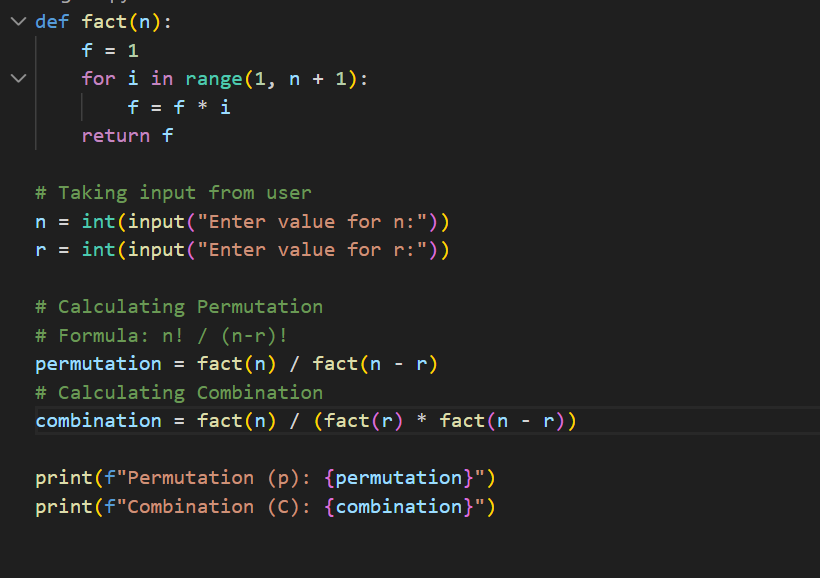 def fact(n):
    f = 1
    for i in range(1, n + 1):
        f = f * i
    return f
# Taking input from user
n = int(input("Enter value for n:"))
r = int(input("Enter value for r:"))
# Calculating Permutation
# Formula: n! / (n-r)!
permutation = fact(n) / fact(n - r)
# Calculating Combination
combination = fact(n) / (fact(r) * fact(n - r))
print(f"Permutation (p): {permutation}")
print(f"Combination (C): {combination}")